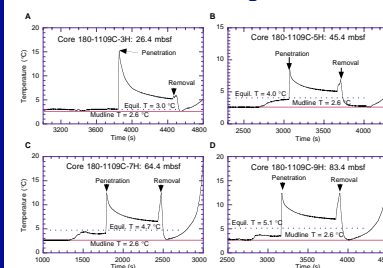 A
Core 180-1109C-3H: 26.4 mbsf
20
15
10
5
0
Temperature (°C)
Penetration
Removal
Equil. T = 3.0 °C
Mudline T = 2.6 °C
3200 3600 4000 4400 4800
Time (s)
B
Core 180-1109C-5H: 45.4 mbsf
15
10
5
0
Penetration
Removal
Equil. T = 4.0 °C
Mudline T = 2.6 °C
2500 3000 3500 4000
Time (s)
C
Core 180-1109C-7H: 64.4 mbsf
20
15
10
5
0
Temperature (°C)
Penetration
Removal
Equil. T = 4.7 °C
Mudline T = 2.6 °C
1000 1500 2000 2500 3000
Time (s)
D
Core 180-1109C-9H: 83.4 mbsf
20
15
10
5
0
Penetration
Removal
Equil. T = 5.1 °C
Mudline T = 2.6 °C
2500 3000 3500 4000
Time (s)